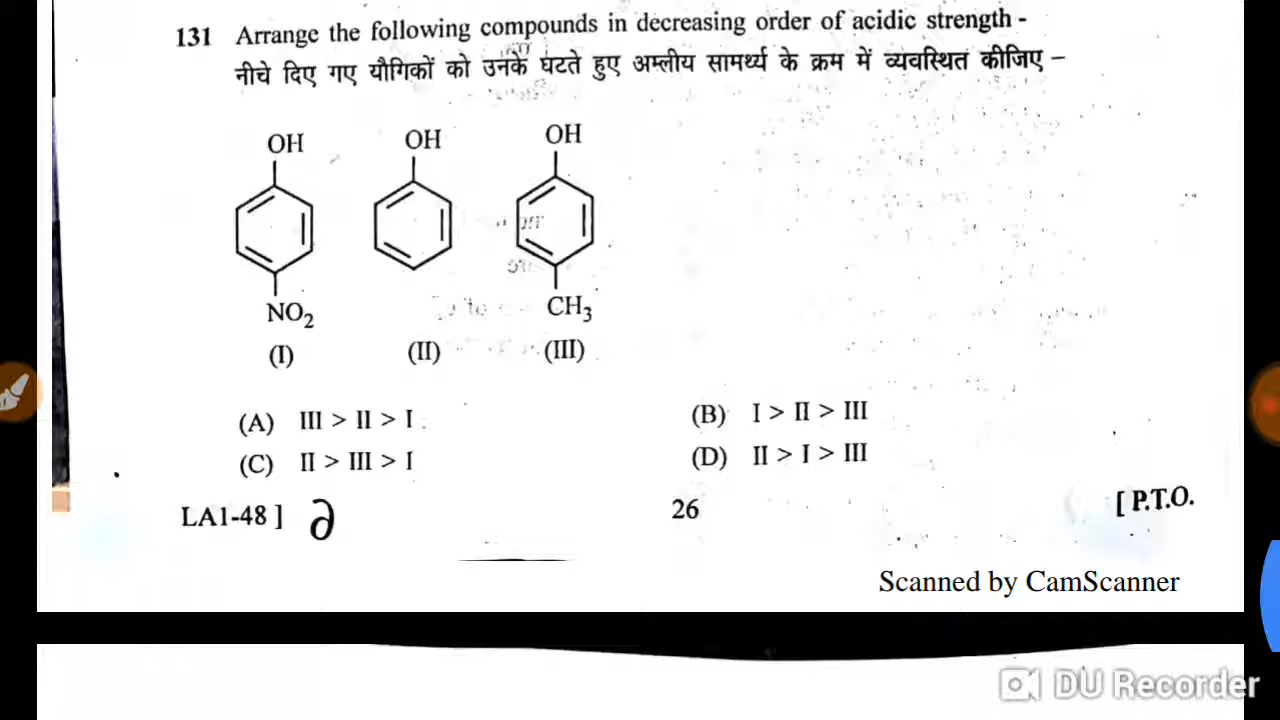 131 Arrange the following compounds in decreasing order of acidic strength -
नीचे दिए गए यौगिकों को उनके घटते हुए अम्लीय सामर्थ्य के क्रम में व्यवस्थित कीजिए –
OH OH OH
NO2 CH3
(I) (II) (III)
(A) III > II > I (B) I > II > III
(C) II > III > I (D) II > I > III
LA1-48 ] 26 [ P.T.O.
Scanned by CamScanner
DU Recorder